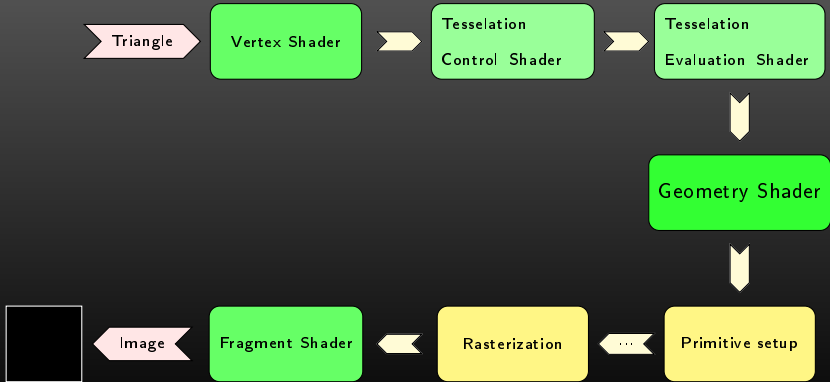 Triangle
Vertex Shader
Tesselation
Control Shader
Tesselation
Evaluation Shader
Geometry Shader
Primitive setup
...
Rasterization
Fragment Shader
Image